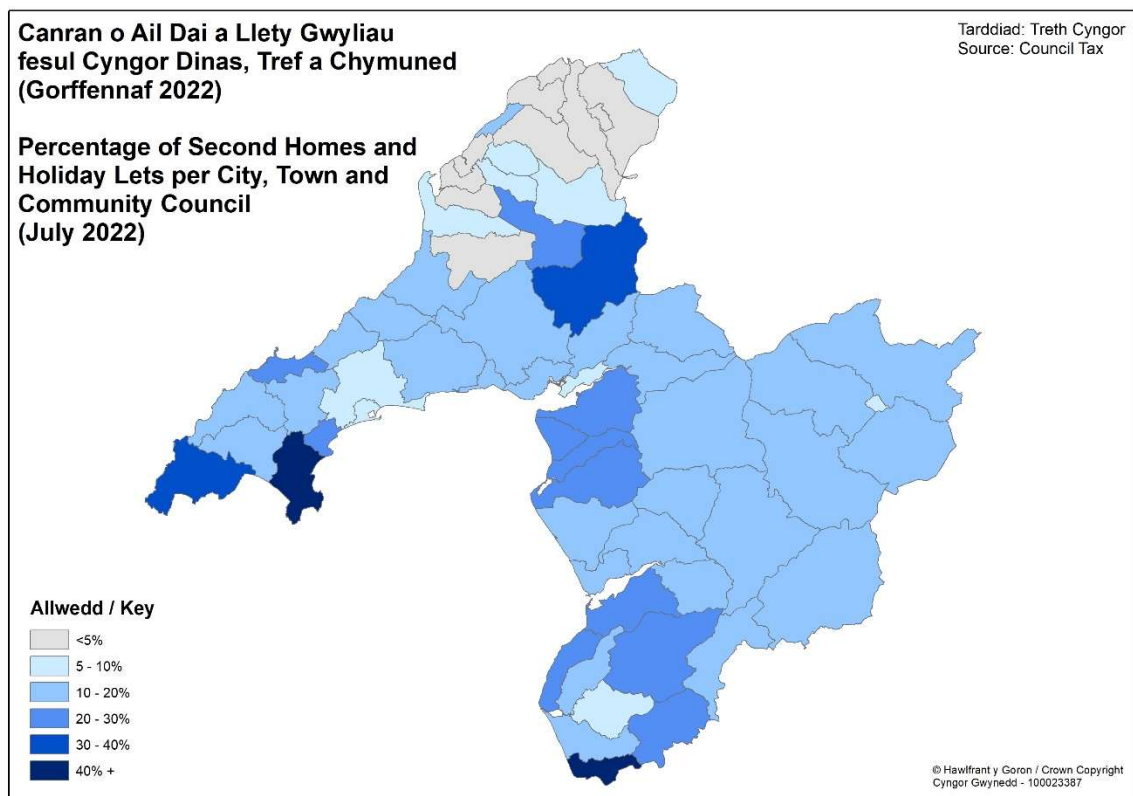 Canran o Ail Dai a Llety Gwyliau
fesul Cyngor Dinas, Tref a Chymuned
(Gorffennaf 2022)
Percentage of Second Homes and
Holiday Lets per City, Town and
Community Council
(July 2022)
Tarddiad: Treth Cyngor
Source: Council Tax
Allwedd / Key
<5%
5 - 10%
10 - 20%
20 - 30%
30 - 40%
40% +
© Hawlfraint y Goron / Crown Copyright
Cyngor Gwynedd - 100023387